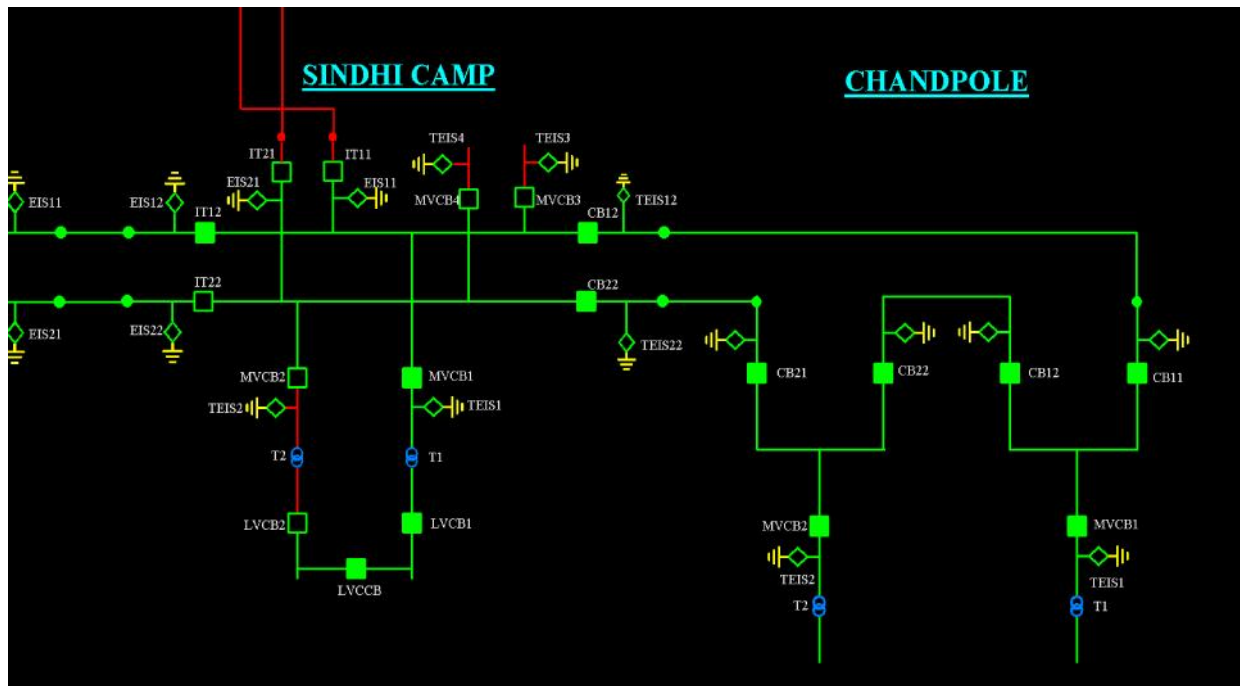 SINDHI CAMP
CHANDPOLE
TEIS4
TEIS3
IT21
IT11
EIS21
EIS11
EIS11
EIS12
MVCB4
MVCB3
TEIS12
IT12
CB12
IT22
CB22
EIS21
EIS22
TEIS22
MVCB2
MVCB1
CB21
CB22
CB12
CB11
TEIS2
TEIS1
T2
T1
LVCB2
LVCB1
MVCB2
MVCB1
LVCCB
TEIS2
TEIS1
T2
T1